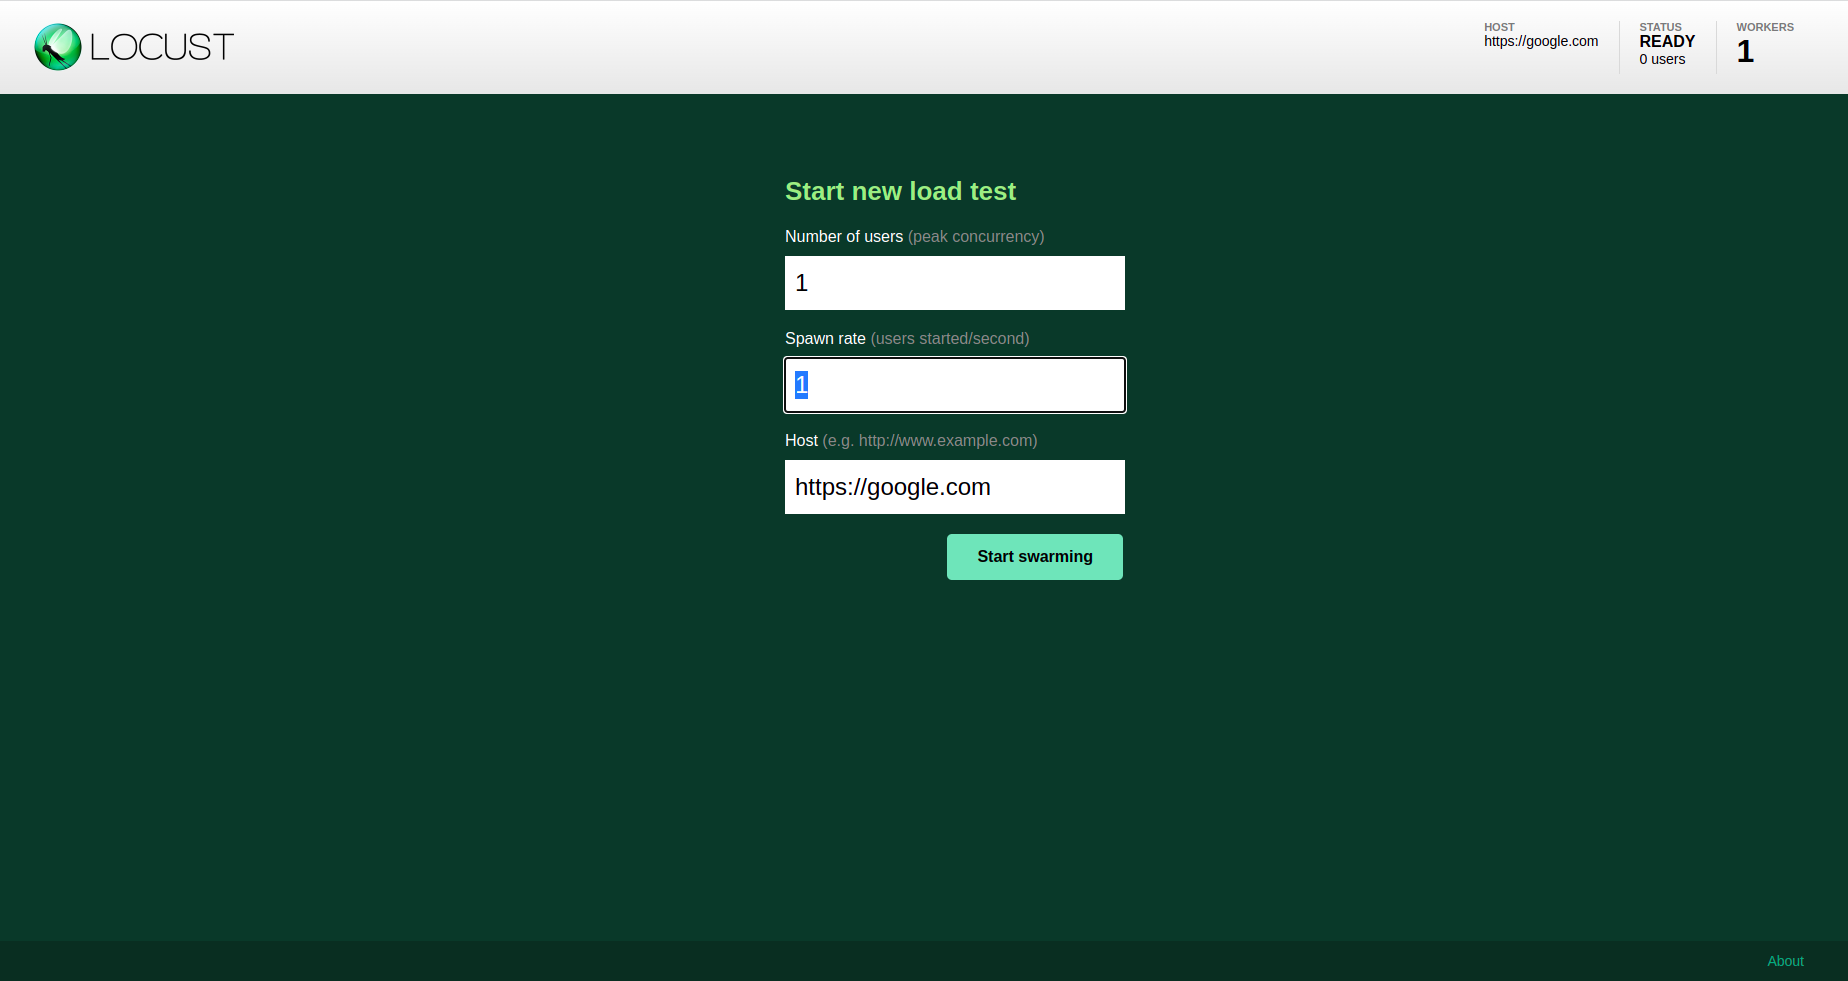 LOCUST
HOST
https://google.com
STATUS
READY
0 users
WORKERS
1
Start new load test
Number of users (peak concurrency)
1
Spawn rate (users started/second)
1
Host (e.g. http://www.example.com)
https://google.com
Start swarming
About